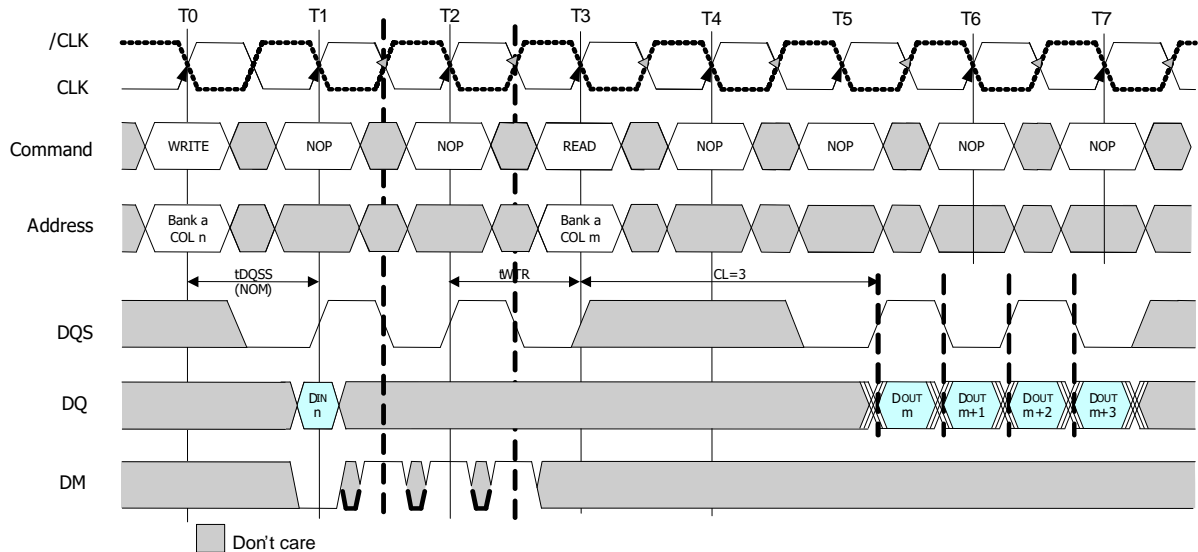 T0 T1 T2 T3 T4 T5 T6 T7
/CLK
CLK
Command WRITE NOP NOP READ NOP NOP NOP NOP
Address Bank a COL n Bank a COL m
tDQSS (NOM) tWTR CL=3
DQS
DQ DIN n DOUT m DOUT m+1 DOUT m+2 DOUT m+3
DM
Don't care